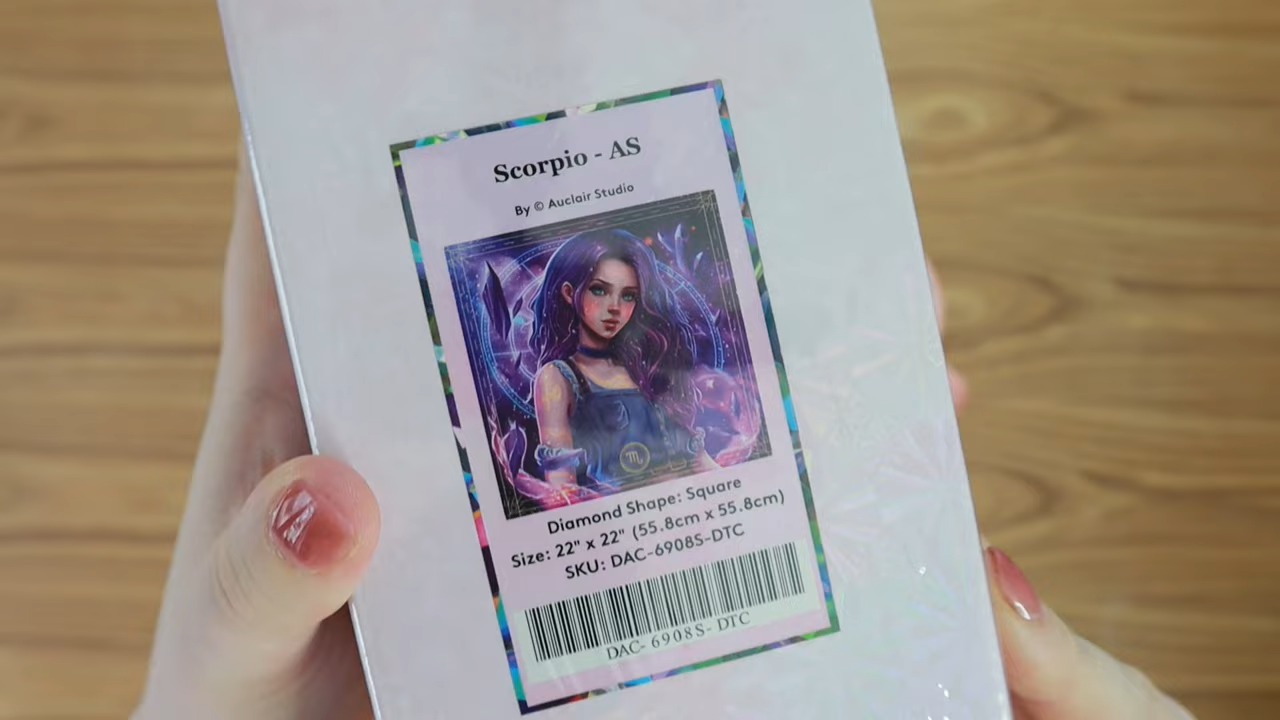 Scorpio - AS
By © Auclair Studio
♏
Diamond Shape: Square
Size: 22" x 22" (55.8cm x 55.8cm)
SKU: DAC-6908S-DTC
DAC- 6908S- DTC